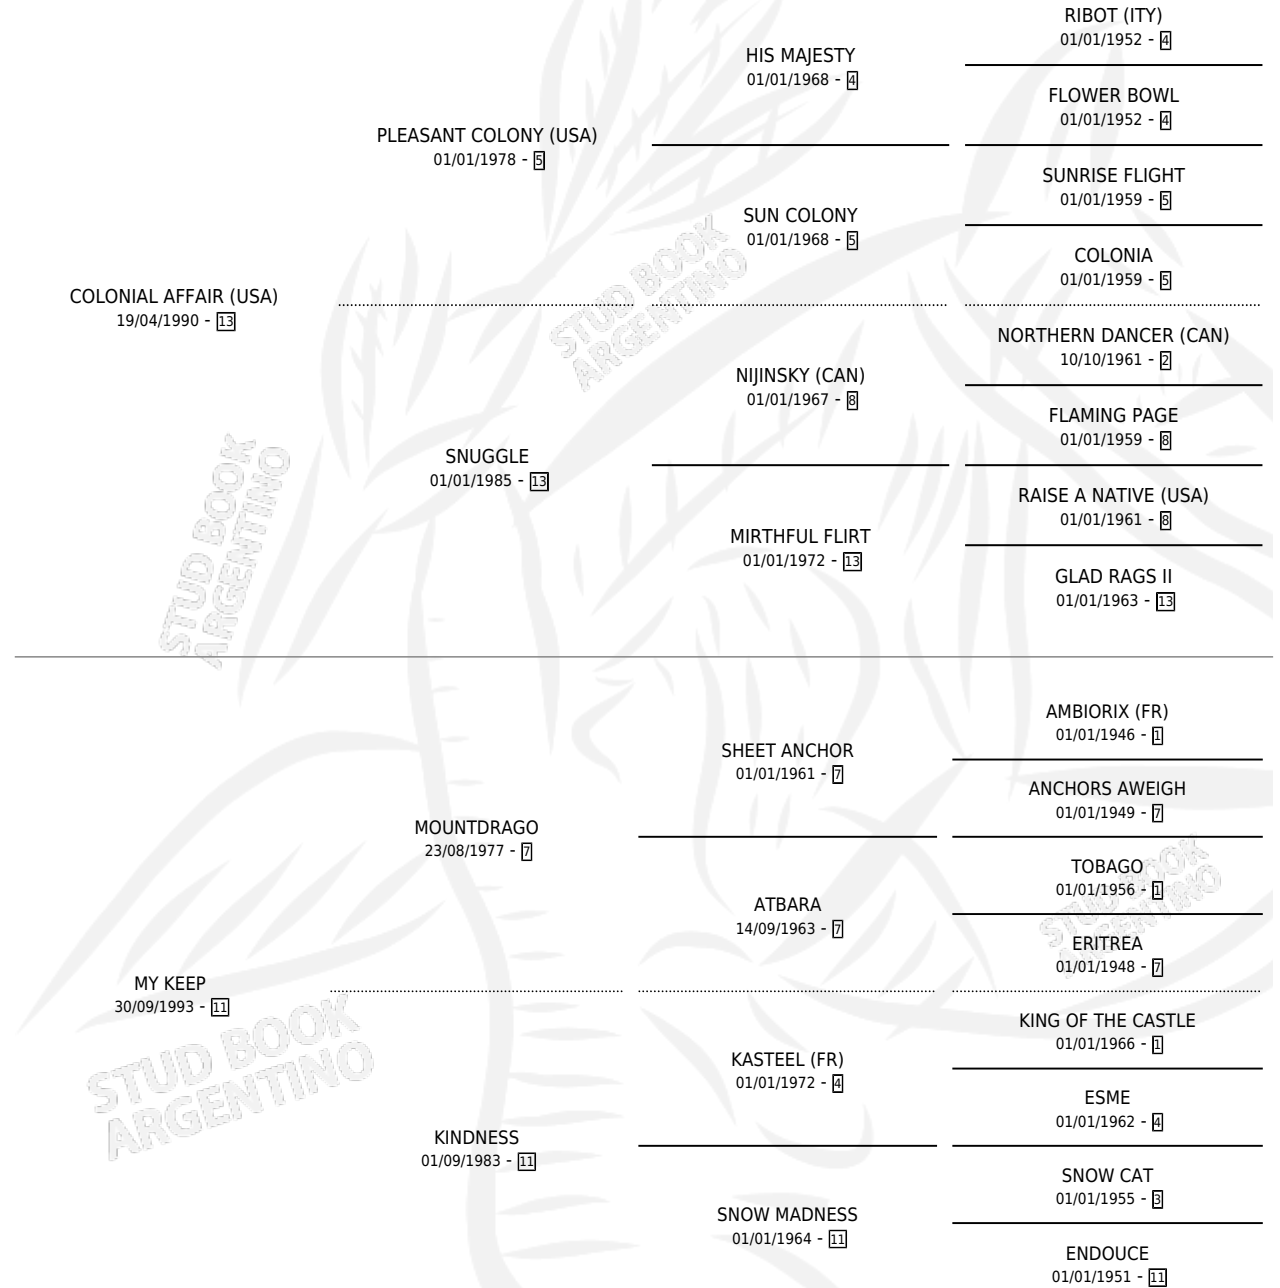 RIBOT (ITY)
01/01/1952 - 4
HIS MAJESTY
01/01/1968 - 4
FLOWER BOWL
01/01/1952 - 4
PLEASANT COLONY (USA)
01/01/1978 - 5
SUNRISE FLIGHT
01/01/1959 - 5
SUN COLONY
01/01/1968 - 5
COLONIA
01/01/1959 - 5
COLONIAL AFFAIR (USA)
19/04/1990 - 13
NORTHERN DANCER (CAN)
10/10/1961 - 2
NIJINSKY (CAN)
01/01/1967 - 8
FLAMING PAGE
01/01/1959 - 8
SNUGGLE
01/01/1985 - 13
RAISE A NATIVE (USA)
01/01/1961 - 8
MIRTHFUL FLIRT
01/01/1972 - 13
GLAD RAGS II
01/01/1963 - 13
AMBIORIX (FR)
01/01/1946 - 1
SHEET ANCHOR
01/01/1961 - 7
ANCHORS AWEIGH
01/01/1949 - 7
MOUNTDRAGO
23/08/1977 - 7
TOBAGO
01/01/1956 - 1
ATBARA
14/09/1963 - 7
ERITREA
01/01/1948 - 7
MY KEEP
30/09/1993 - 11
KING OF THE CASTLE
01/01/1966 - 1
KASTEEL (FR)
01/01/1972 - 4
ESME
01/01/1962 - 4
KINDNESS
01/09/1983 - 11
SNOW CAT
01/01/1955 - 3
SNOW MADNESS
01/01/1964 - 11
ENDOUCE
01/01/1951 - 11
STUD BOOK
ARGENTINO
STUD BOOK
ARGENTINO
STUD BOOK
ARGENTINO
STUD BOOK
ARGENTINO